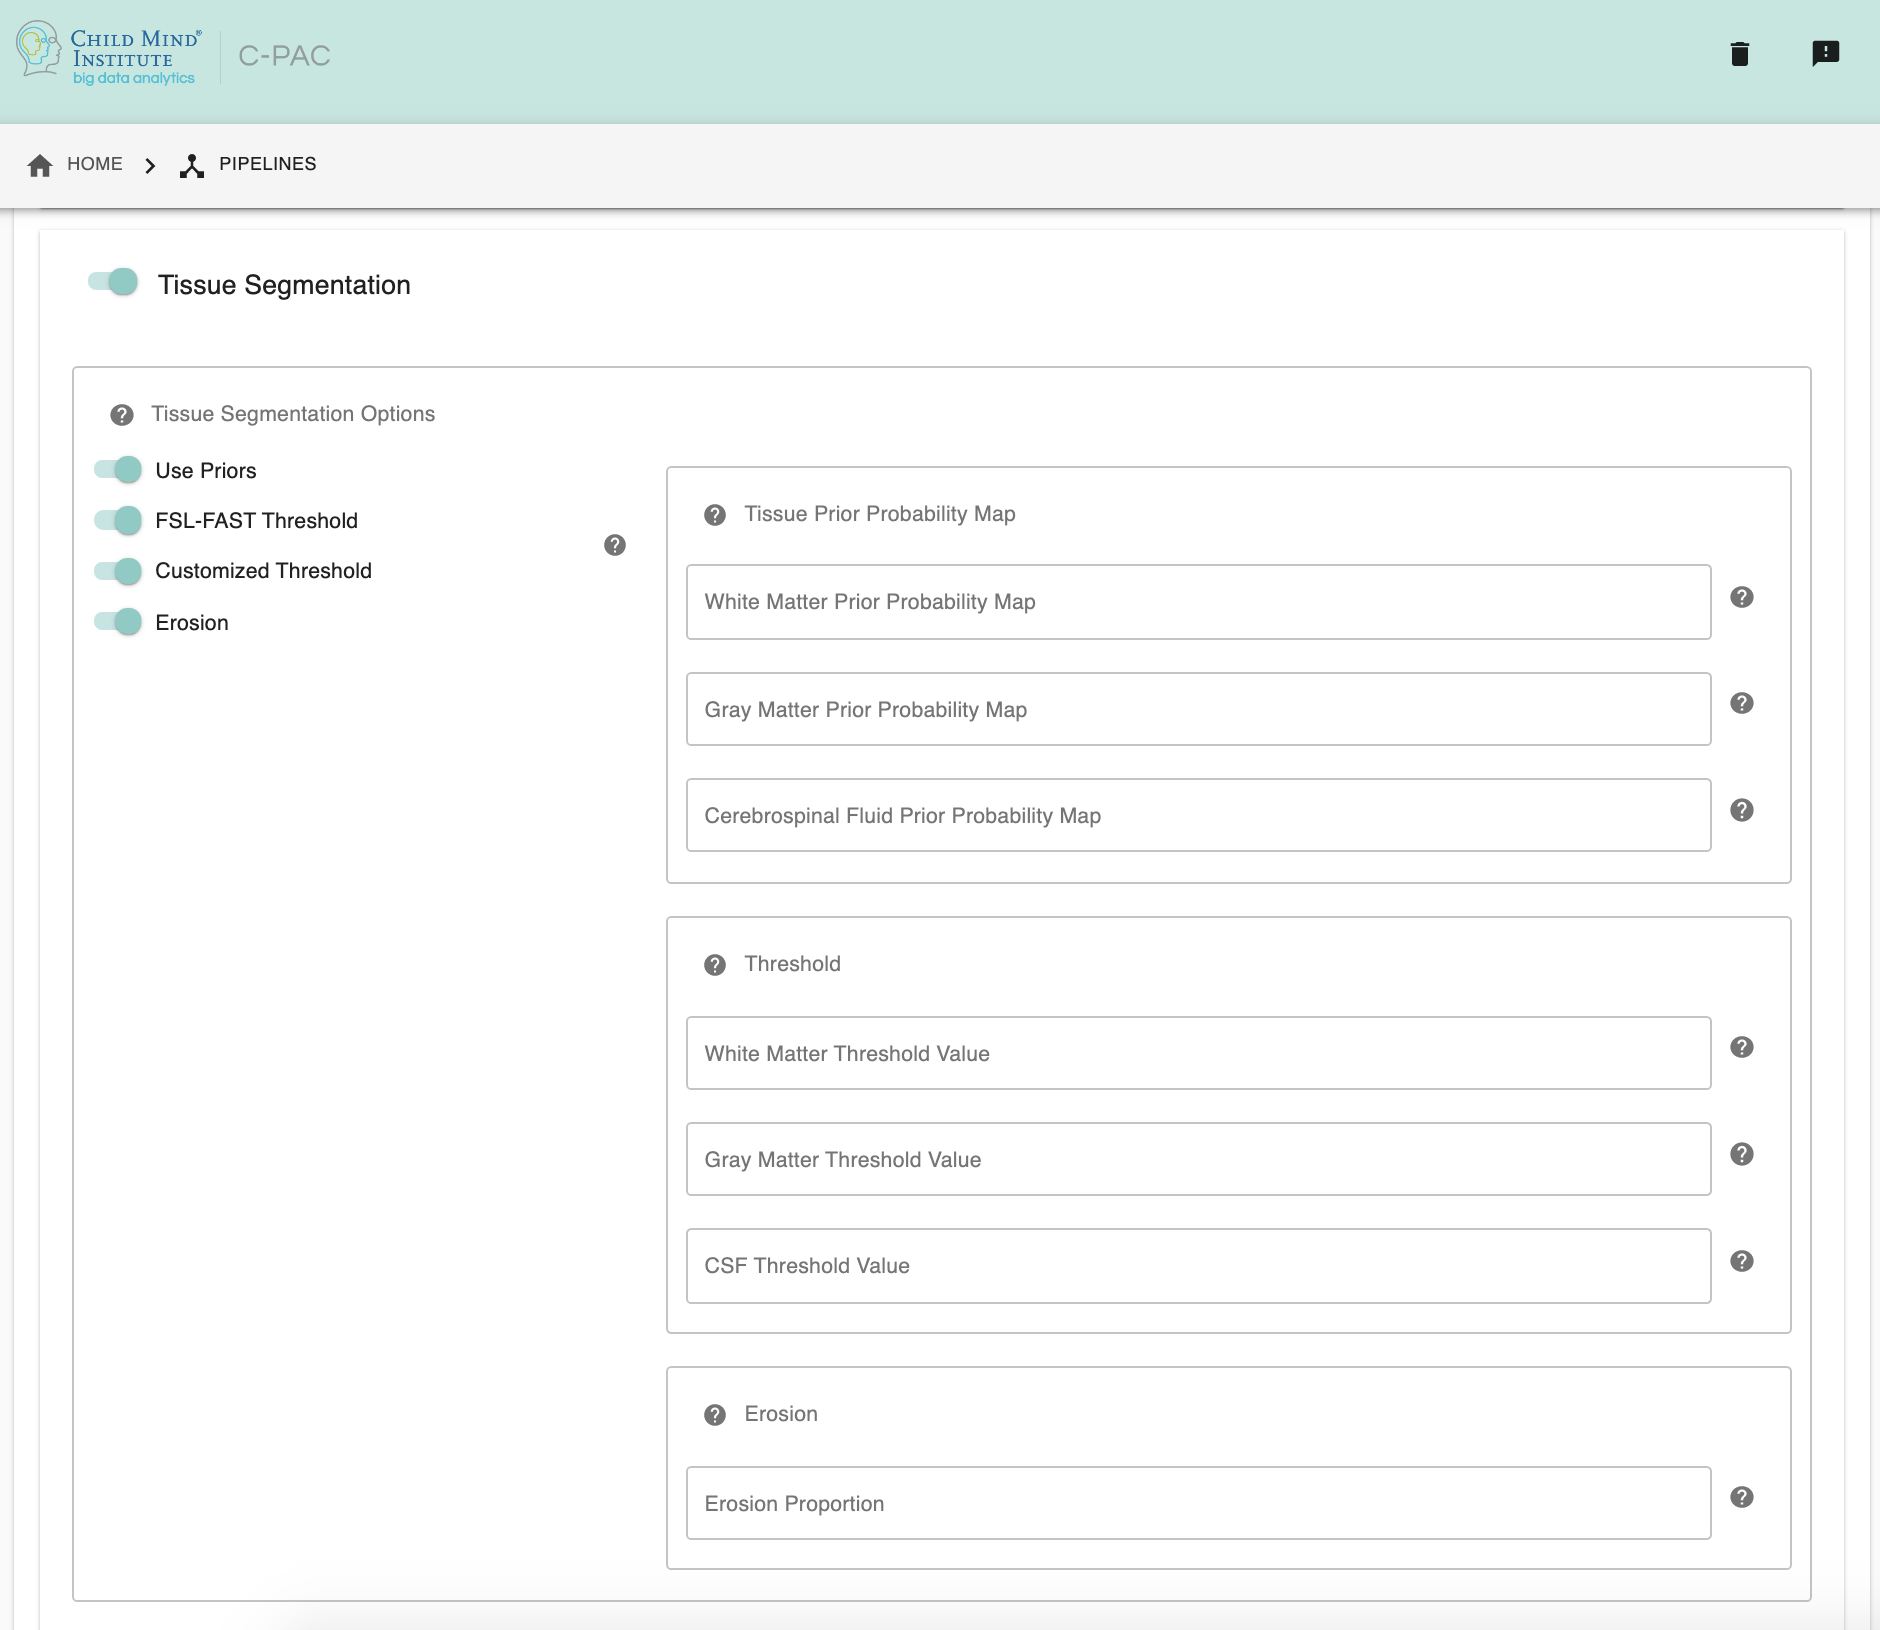 CHILD MIND®
INSTITUTE
big data analytics
C-PAC
HOME
PIPELINES
Tissue Segmentation
Tissue Segmentation Options
Use Priors
FSL-FAST Threshold
Customized Threshold
Erosion
Tissue Prior Probability Map
White Matter Prior Probability Map
Gray Matter Prior Probability Map
Cerebrospinal Fluid Prior Probability Map
Threshold
White Matter Threshold Value
Gray Matter Threshold Value
CSF Threshold Value
Erosion
Erosion Proportion